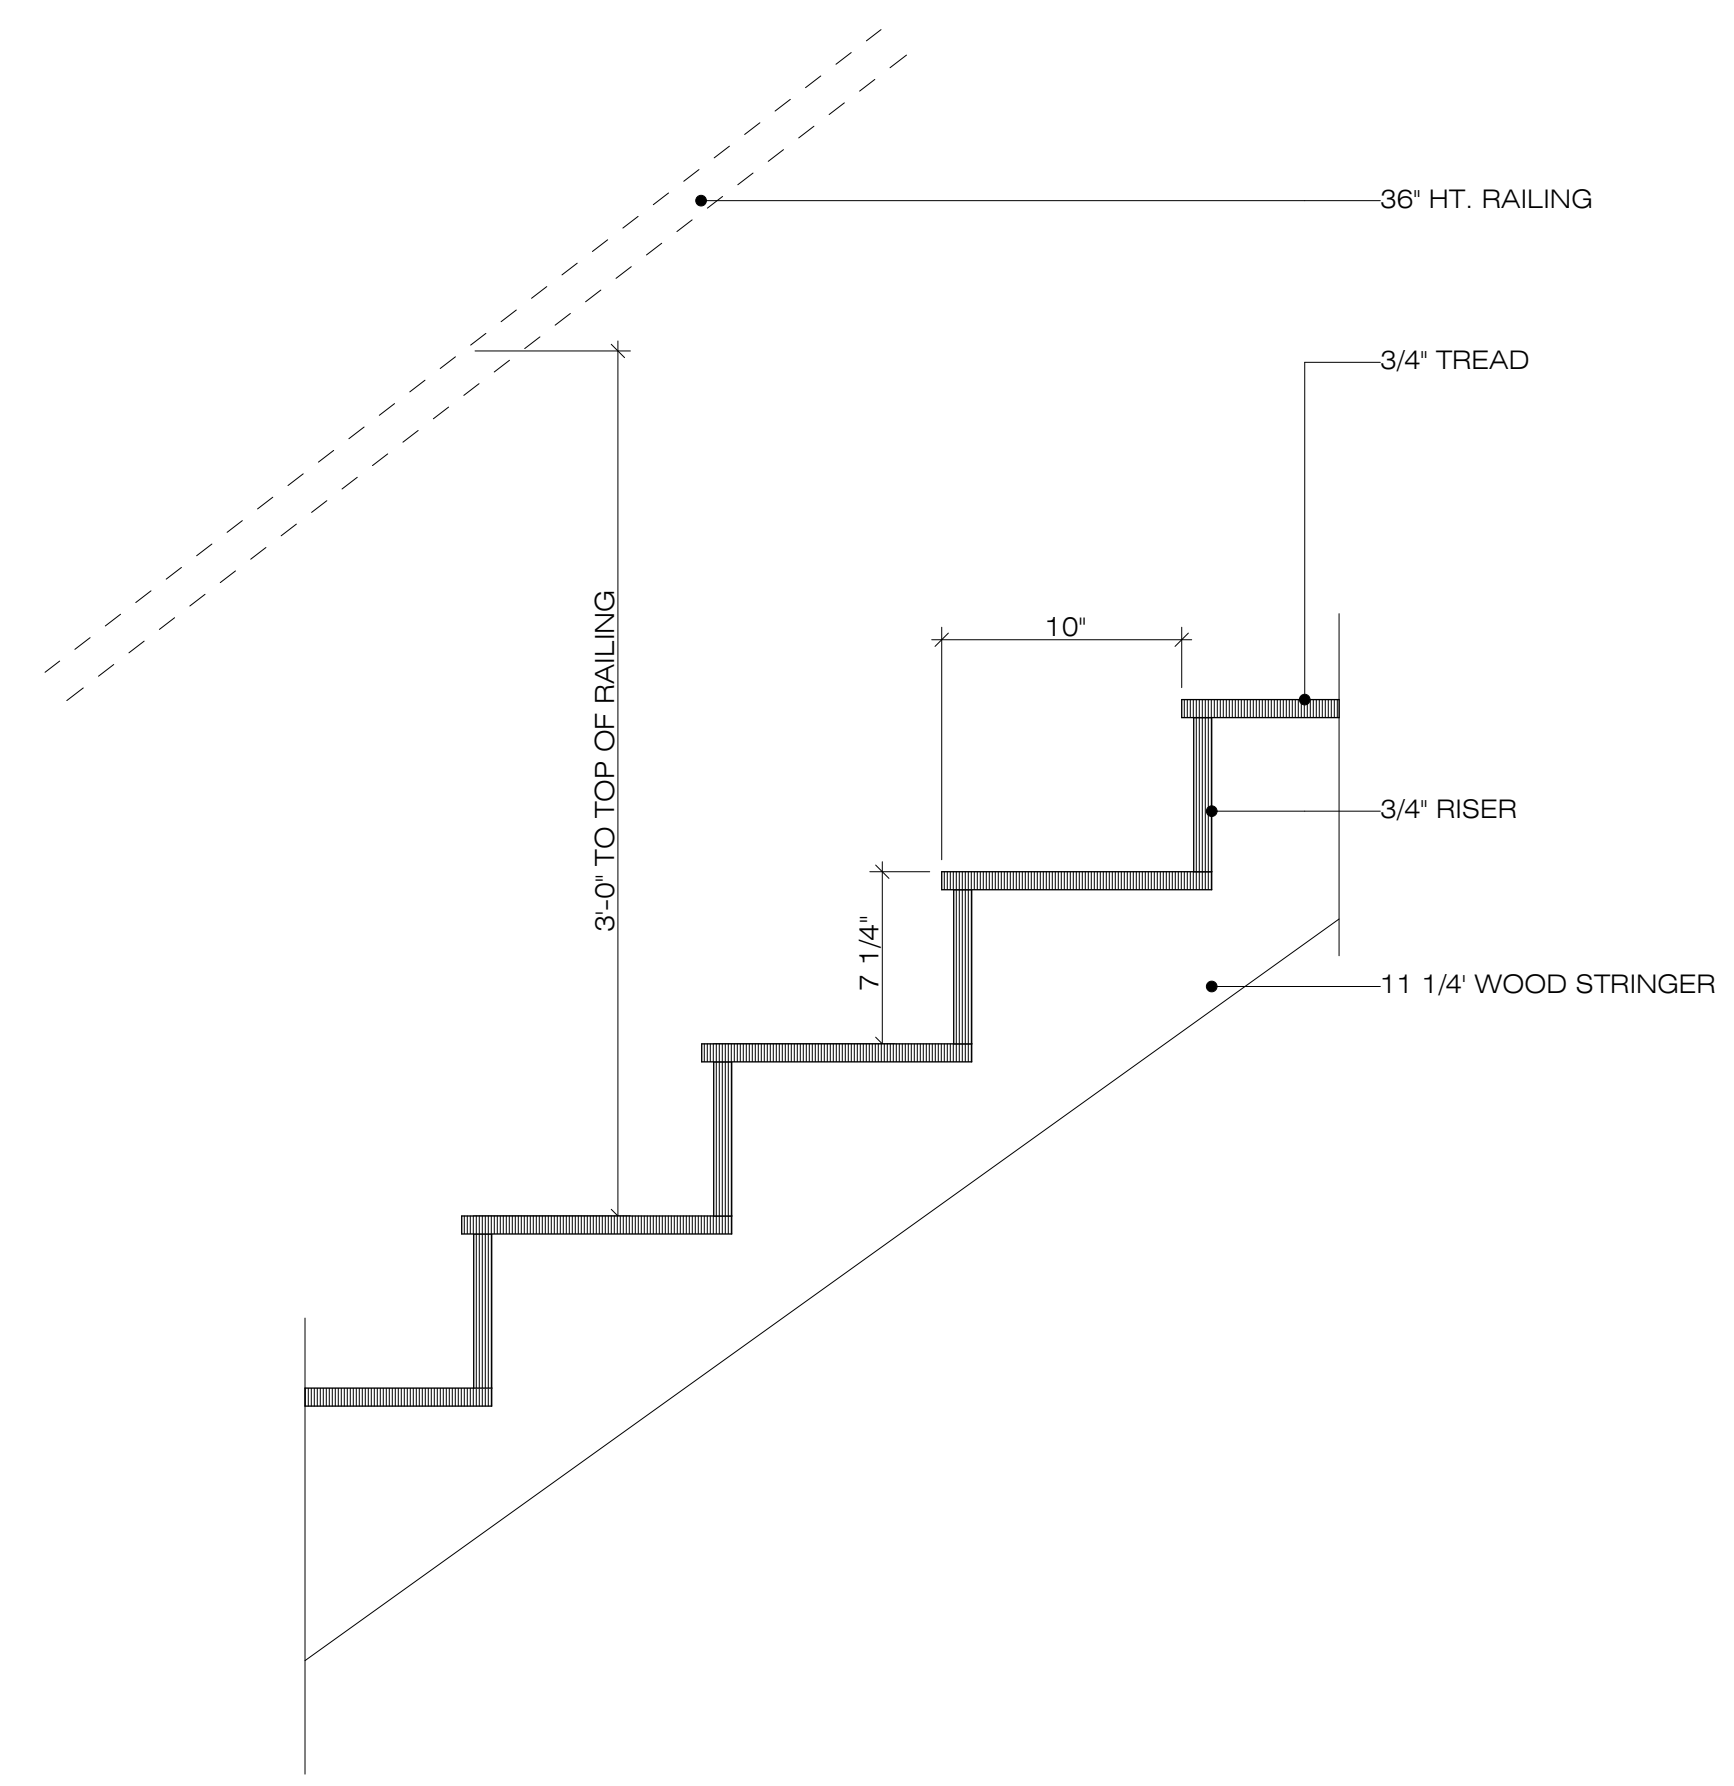 36" HT. RAILING
3/4" TREAD
3'-0" TO TOP OF RAILING
10"
3/4" RISER
7 1/4"
11 1/4' WOOD STRINGER